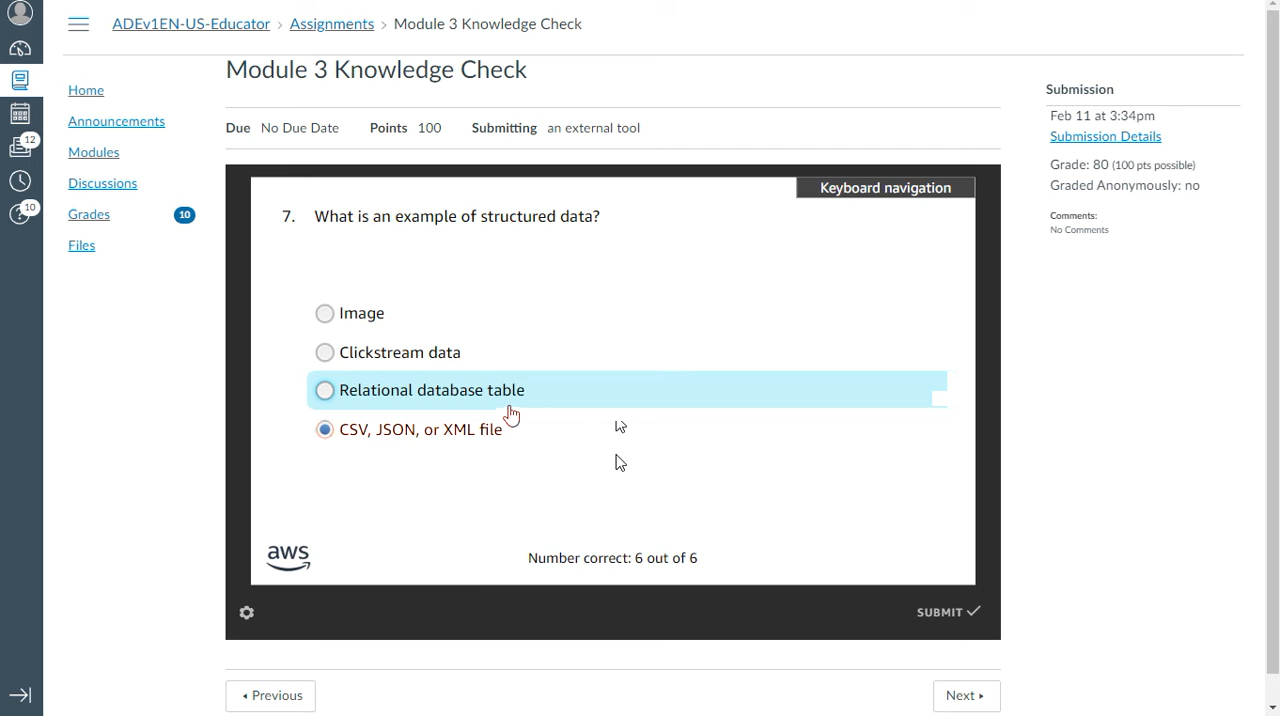 ADEv1EN-US-Educator › Assignments › Module 3 Knowledge Check
Module 3 Knowledge Check
Home
Announcements
Modules
Discussions
Grades 10
Files
12
10
Due No Due Date Points 100 Submitting an external tool
Keyboard navigation
7. What is an example of structured data?
Image
Clickstream data
Relational database table
CSV, JSON, or XML file
aws
Number correct: 6 out of 6
SUBMIT
Previous
Next
Submission
Feb 11 at 3:34pm
Submission Details
Grade: 80 (100 pts possible)
Graded Anonymously: no
Comments:
No Comments